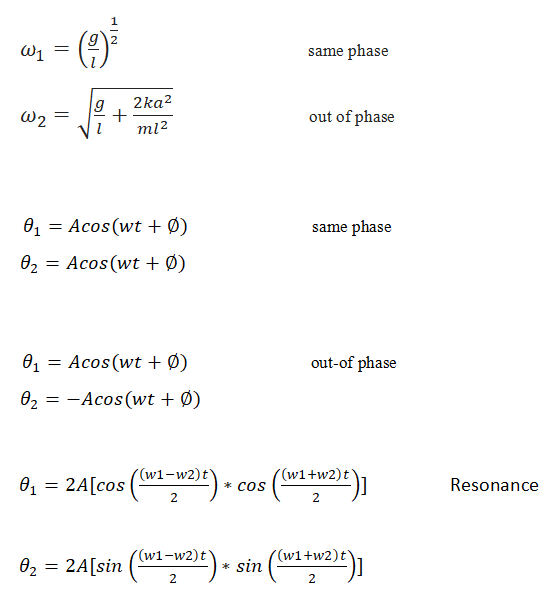 ω₁ = (g/l)^(1/2) same phase
ω₂ = √(g/l + 2ka²/ml²) out of phase
θ₁ = Acos(wt + Ø) same phase
θ₂ = Acos(wt + Ø)
θ₁ = Acos(wt + Ø) out-of phase
θ₂ = −Acos(wt + Ø)
θ₁ = 2A[cos((w1−w2)t/2) * cos((w1+w2)t/2)] Resonance
θ₂ = 2A[sin((w1−w2)t/2) * sin((w1+w2)t/2)]